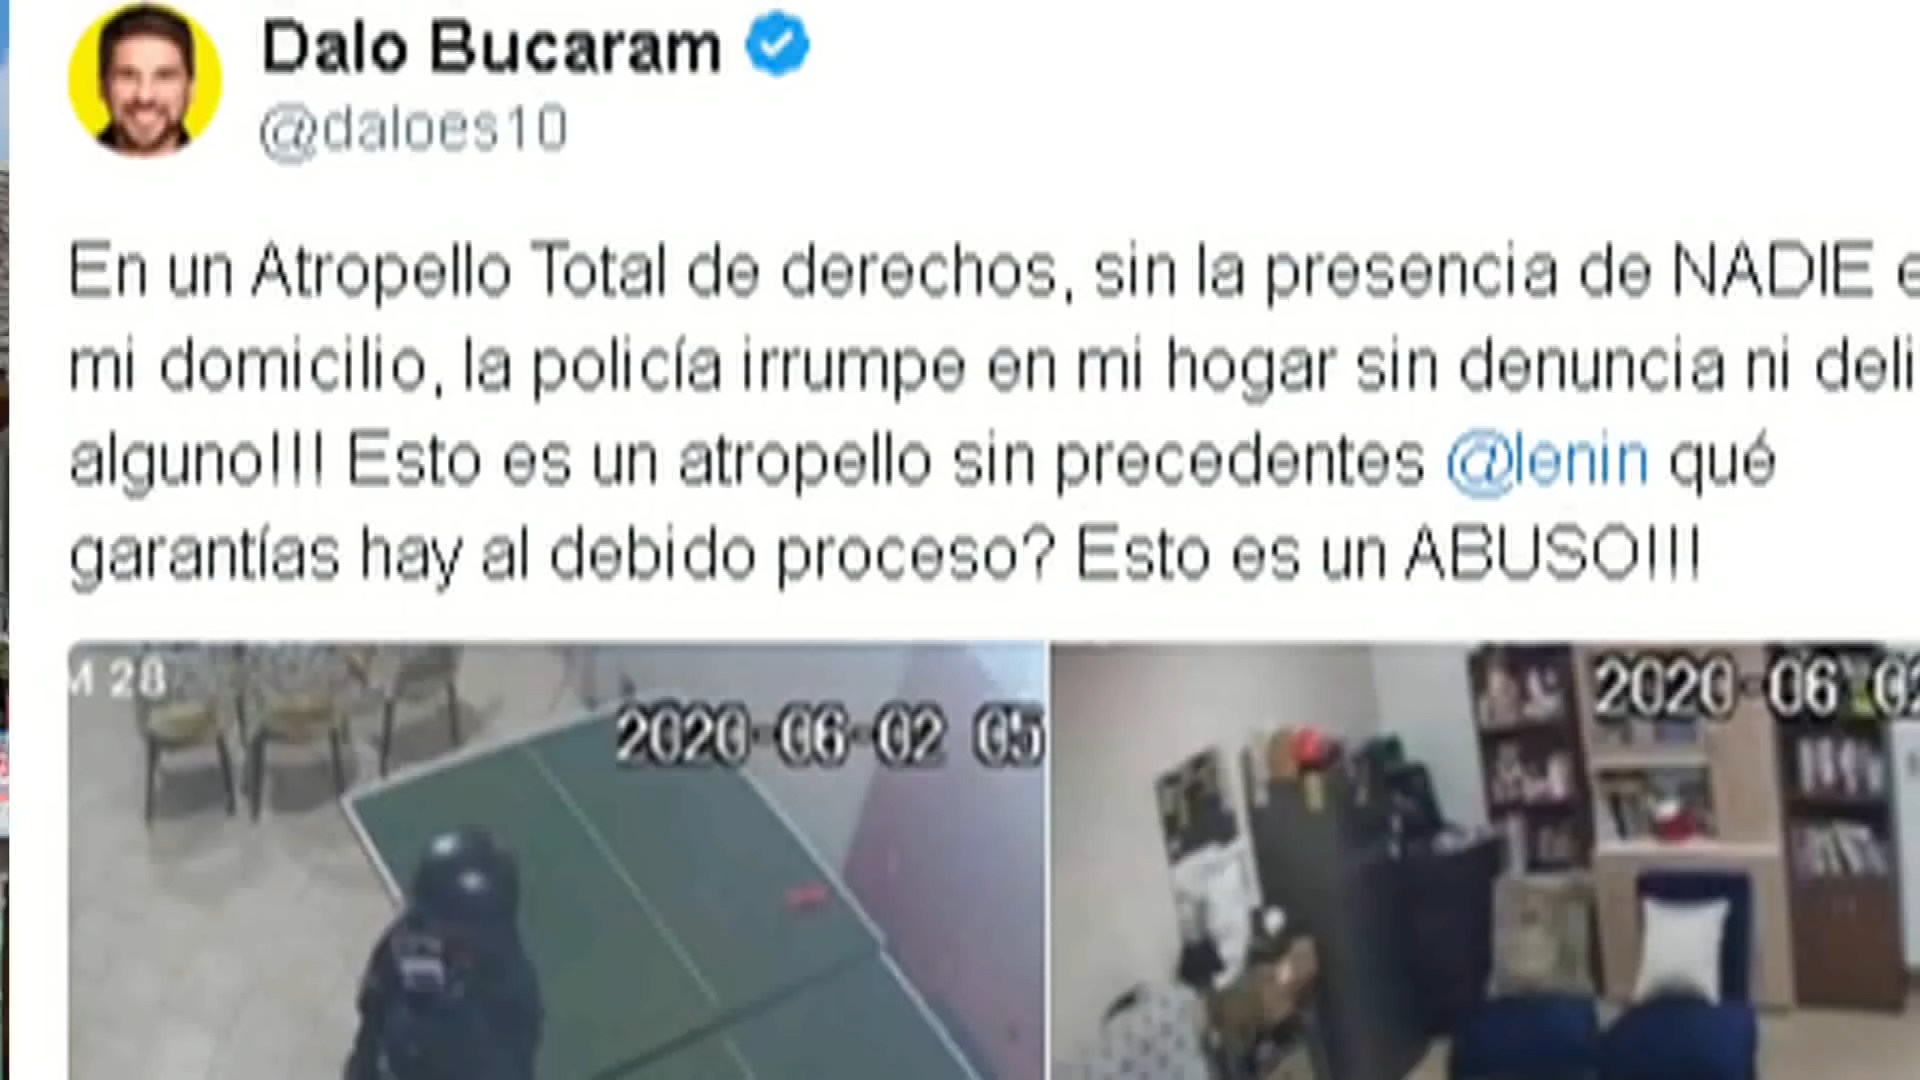 Dalo Bucaram
@daloes10
En un Atropello Total de derechos, sin la presencia de NADIE e
mi domicilio, la policía irrumpe en mi hogar sin denuncia ni deli
alguno!!! Esto es un atropello sin precedentes @lenin qué
garantías hay al debido proceso? Esto es un ABUSO!!!
M 28
2020-06-02 05
2020-06-02